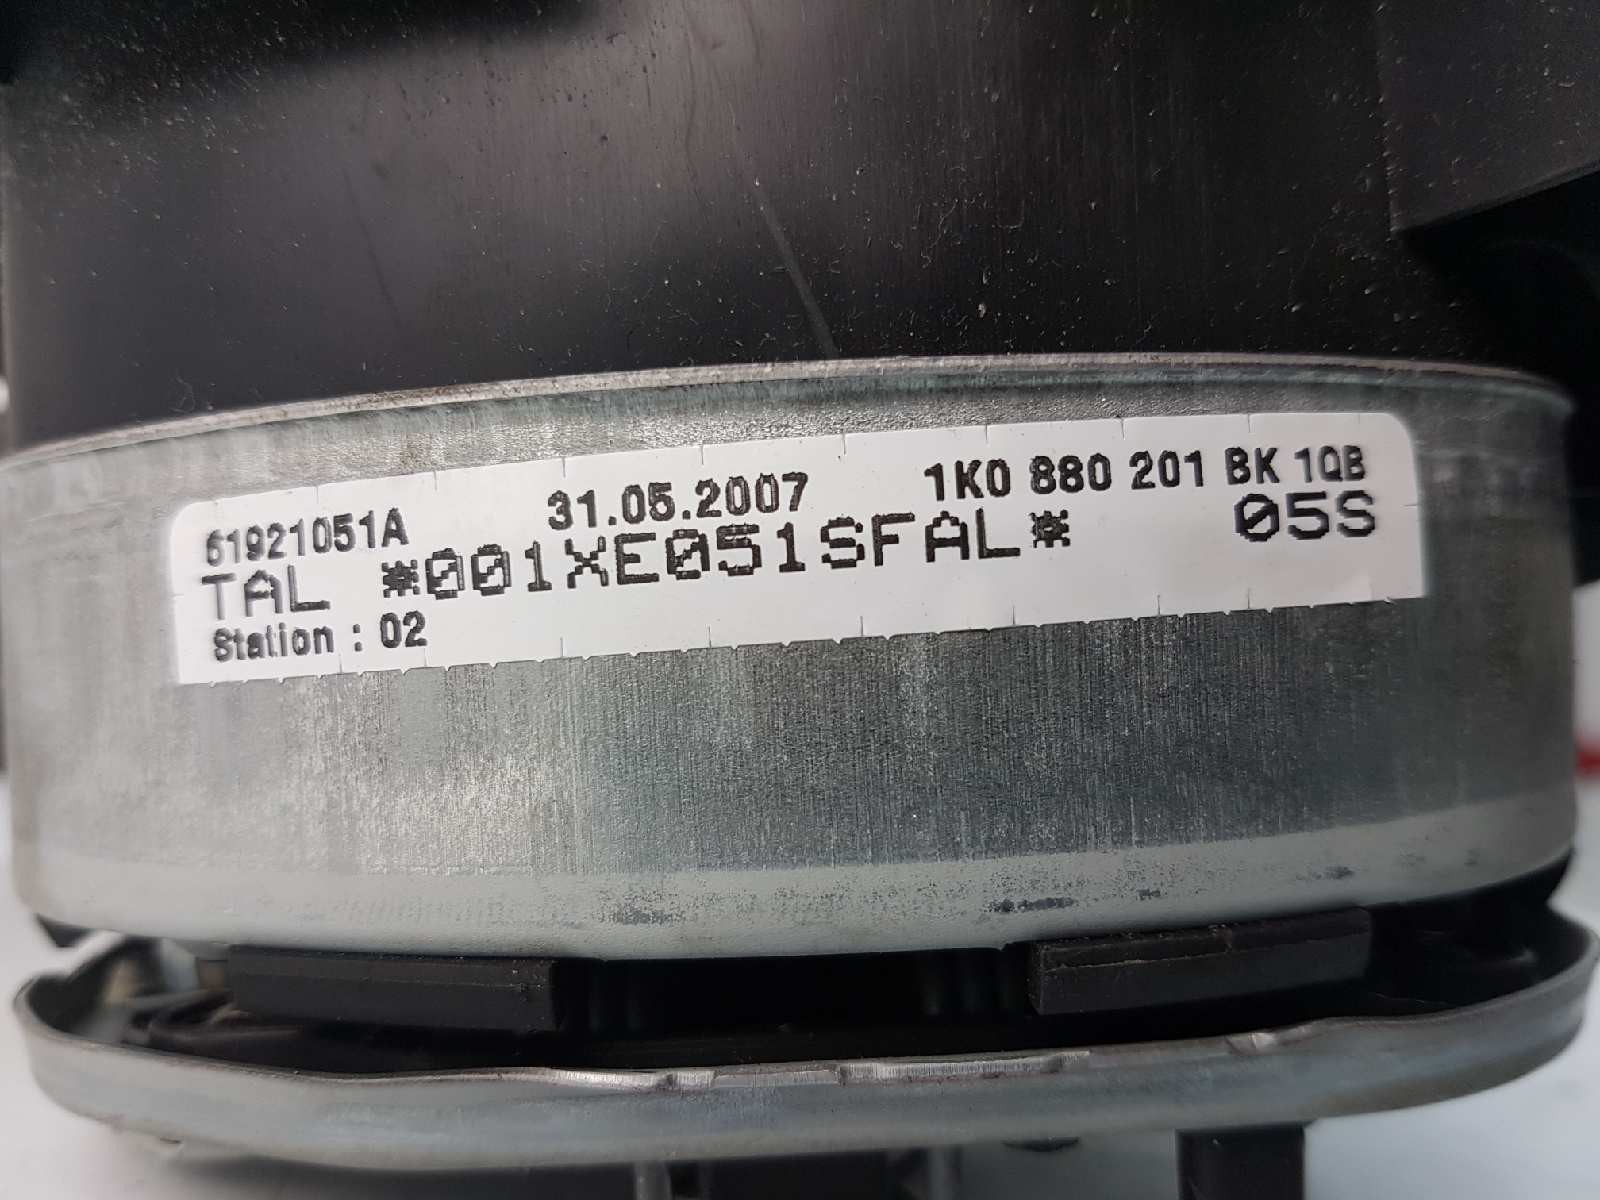 61921051A 31.05.2007 1K0 880 201 BK 1QB
TAL *001XE051SFAL* 05S
Station : 02